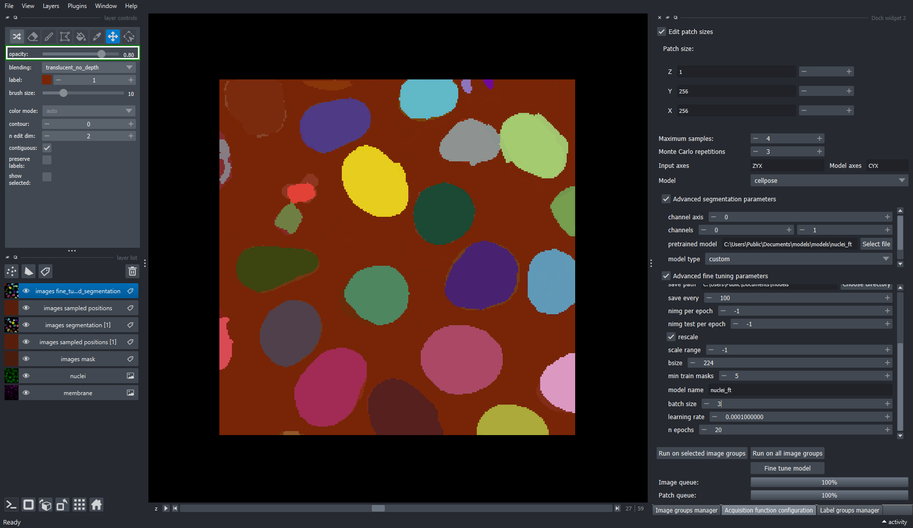 File View Layers Plugins Window Help
layer controls
opacity: 0.80
blending: translucent_no_depth
label: 1
brush size: 10
color mode: auto
contour: 0
n edit dim: 2
contiguous:
preserve labels:
show selected:
layer list
images fine_tu...d_segmentation
images sampled positions
images segmentation [1]
images sampled positions [1]
images mask
nuclei
membrane
Ready
z 27 59
Dock widget 2
Edit patch sizes
Patch size:
Z 1
Y 256
X 256
Maximum samples: 4
Monte Carlo repetitions 3
Input axes ZYX Model axes CYX
Model cellpose
Advanced segmentation parameters
channel axis 0
channels 0 1
pretrained model C:\Users\Public\Documents\models\models\nuclei_ft Select file
model type custom
Advanced fine tuning parameters
save path C:\Users\Public\Documents\models Choose directory
save every 100
nimg per epoch -1
nimg test per epoch -1
rescale
scale range -1
bsize 224
min train masks 5
model name nuclei_ft
batch size 3
learning rate 0.0001000000
n epochs 20
Run on selected image groups Run on all image groups
Fine tune model
Image queue: 100%
Patch queue: 100%
Image groups manager Acquisition function configuration Label groups manager
activity